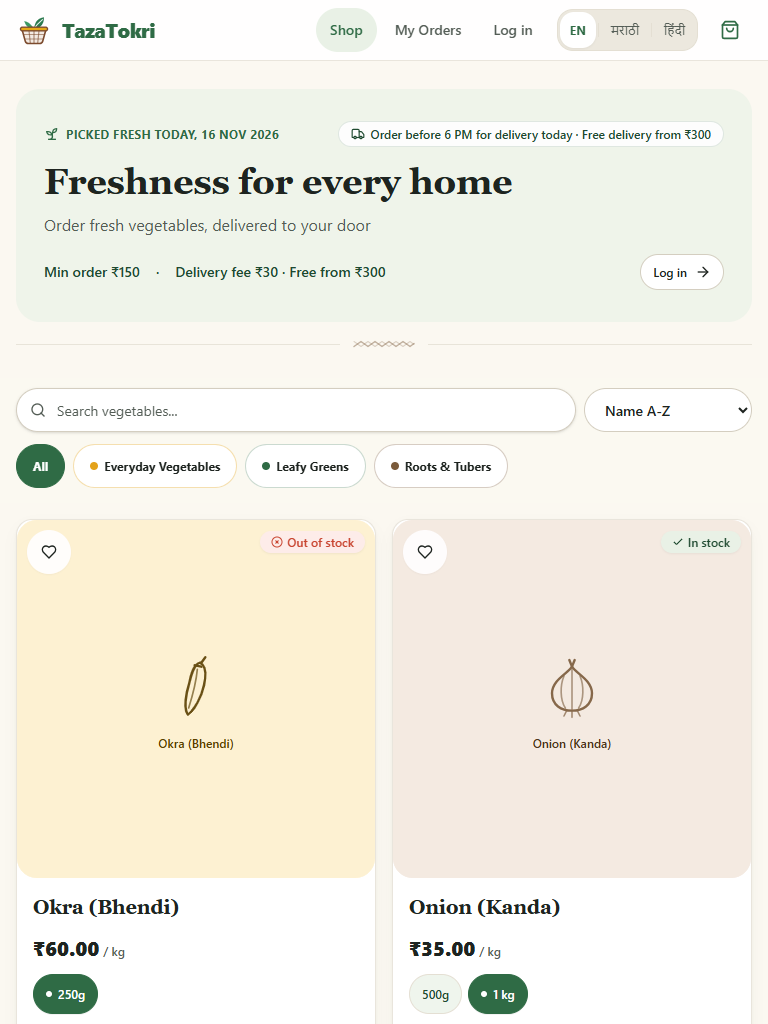 TazaTokri
Shop
My Orders
Log in
EN
मराठी
हिंदी
PICKED FRESH TODAY, 16 NOV 2026
Order before 6 PM for delivery today · Free delivery from ₹300
Freshness for every home
Order fresh vegetables, delivered to your door
Min order ₹150 · Delivery fee ₹30 · Free from ₹300
Log in
Search vegetables...
Name A-Z
All
Everyday Vegetables
Leafy Greens
Roots & Tubers
Out of stock
Okra (Bhendi)
In stock
Onion (Kanda)
Okra (Bhendi)
₹60.00 / kg
250g
Onion (Kanda)
₹35.00 / kg
500g
1 kg